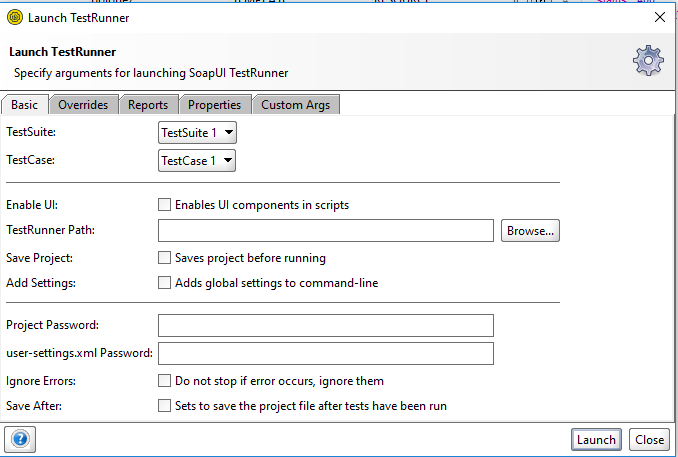 Launch TestRunner
Launch TestRunner
Specify arguments for launching SoapUI TestRunner
Basic Overrides Reports Properties Custom Args
TestSuite: TestSuite 1
TestCase: TestCase 1
Enable UI: Enables UI components in scripts
TestRunner Path: Browse...
Save Project: Saves project before running
Add Settings: Adds global settings to command-line
Project Password:
user-settings.xml Password:
Ignore Errors: Do not stop if error occurs, ignore them
Save After: Sets to save the project file after tests have been run
? Launch Close